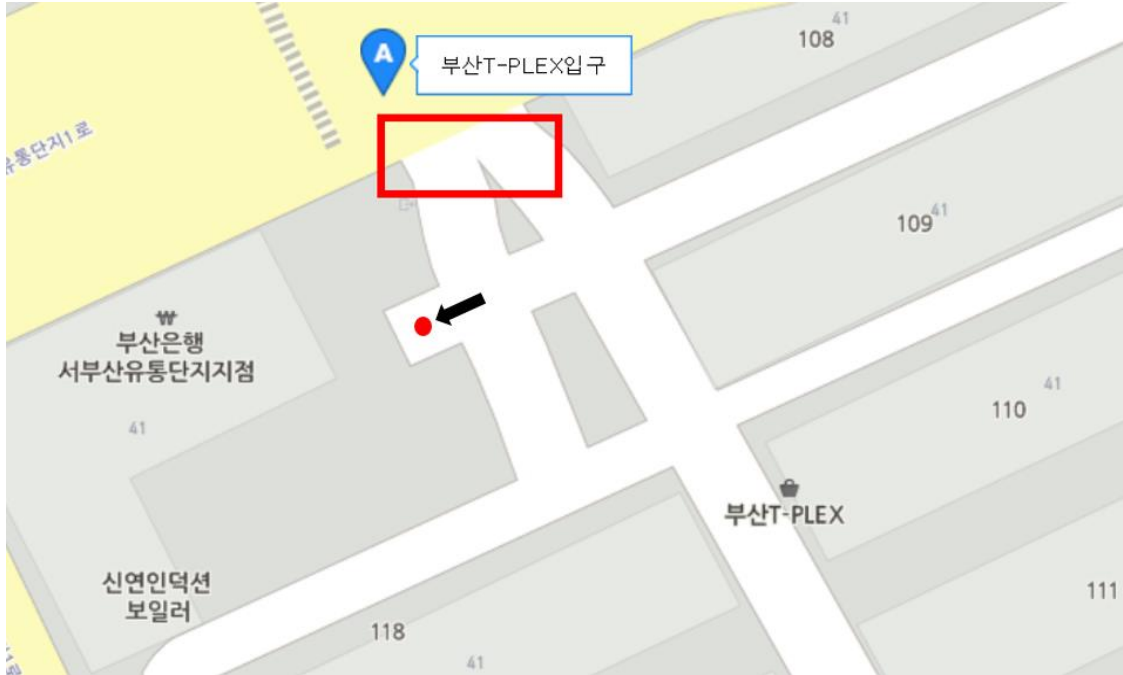 41
108
A
부산T-PLEX입구
유통단지1로
41
109
₩
부산은행
서부산유통단지지점
41
41
110
부산T-PLEX
신연인덕션
보일러
111
118
41